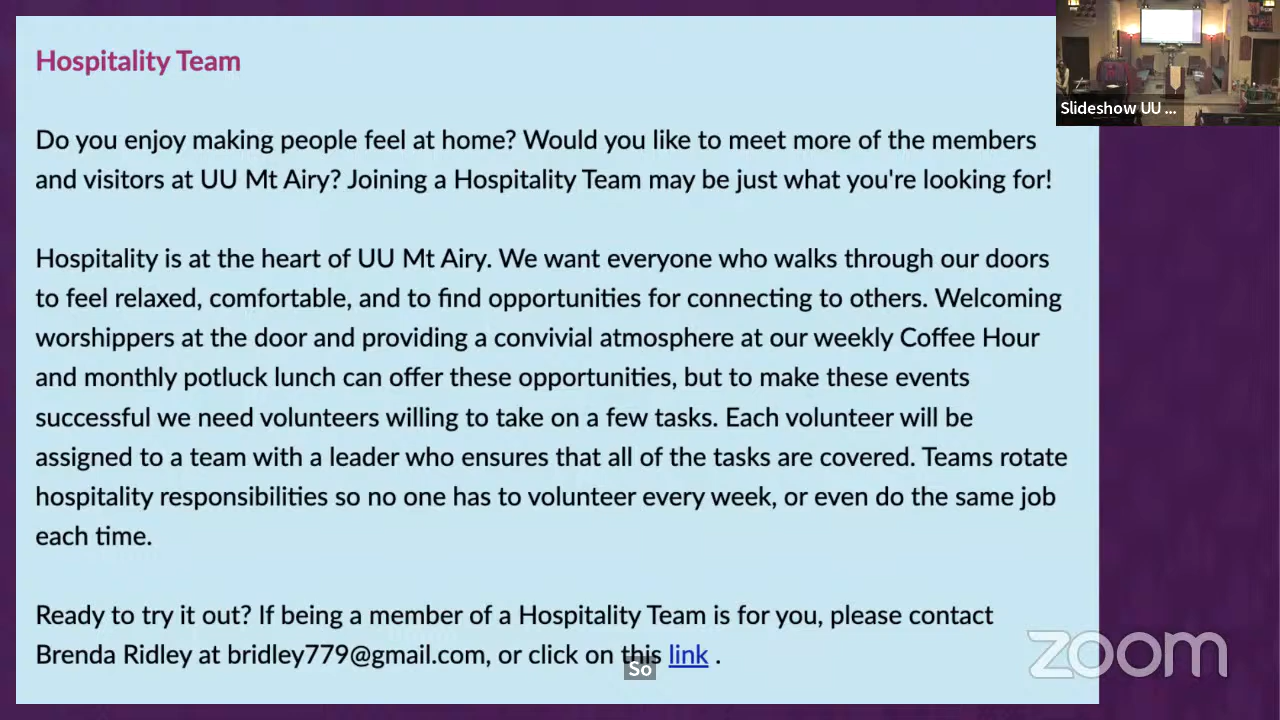 Hospitality Team
Do you enjoy making people feel at home? Would you like to meet more of the members
and visitors at UU Mt Airy? Joining a Hospitality Team may be just what you're looking for!
Hospitality is at the heart of UU Mt Airy. We want everyone who walks through our doors
to feel relaxed, comfortable, and to find opportunities for connecting to others. Welcoming
worshippers at the door and providing a convivial atmosphere at our weekly Coffee Hour
and monthly potluck lunch can offer these opportunities, but to make these events
successful we need volunteers willing to take on a few tasks. Each volunteer will be
assigned to a team with a leader who ensures that all of the tasks are covered. Teams rotate
hospitality responsibilities so no one has to volunteer every week, or even do the same job
each time.
Ready to try it out? If being a member of a Hospitality Team is for you, please contact
Brenda Ridley at bridley779@gmail.com, or click on this link .
So
Slideshow UU ...
zoom